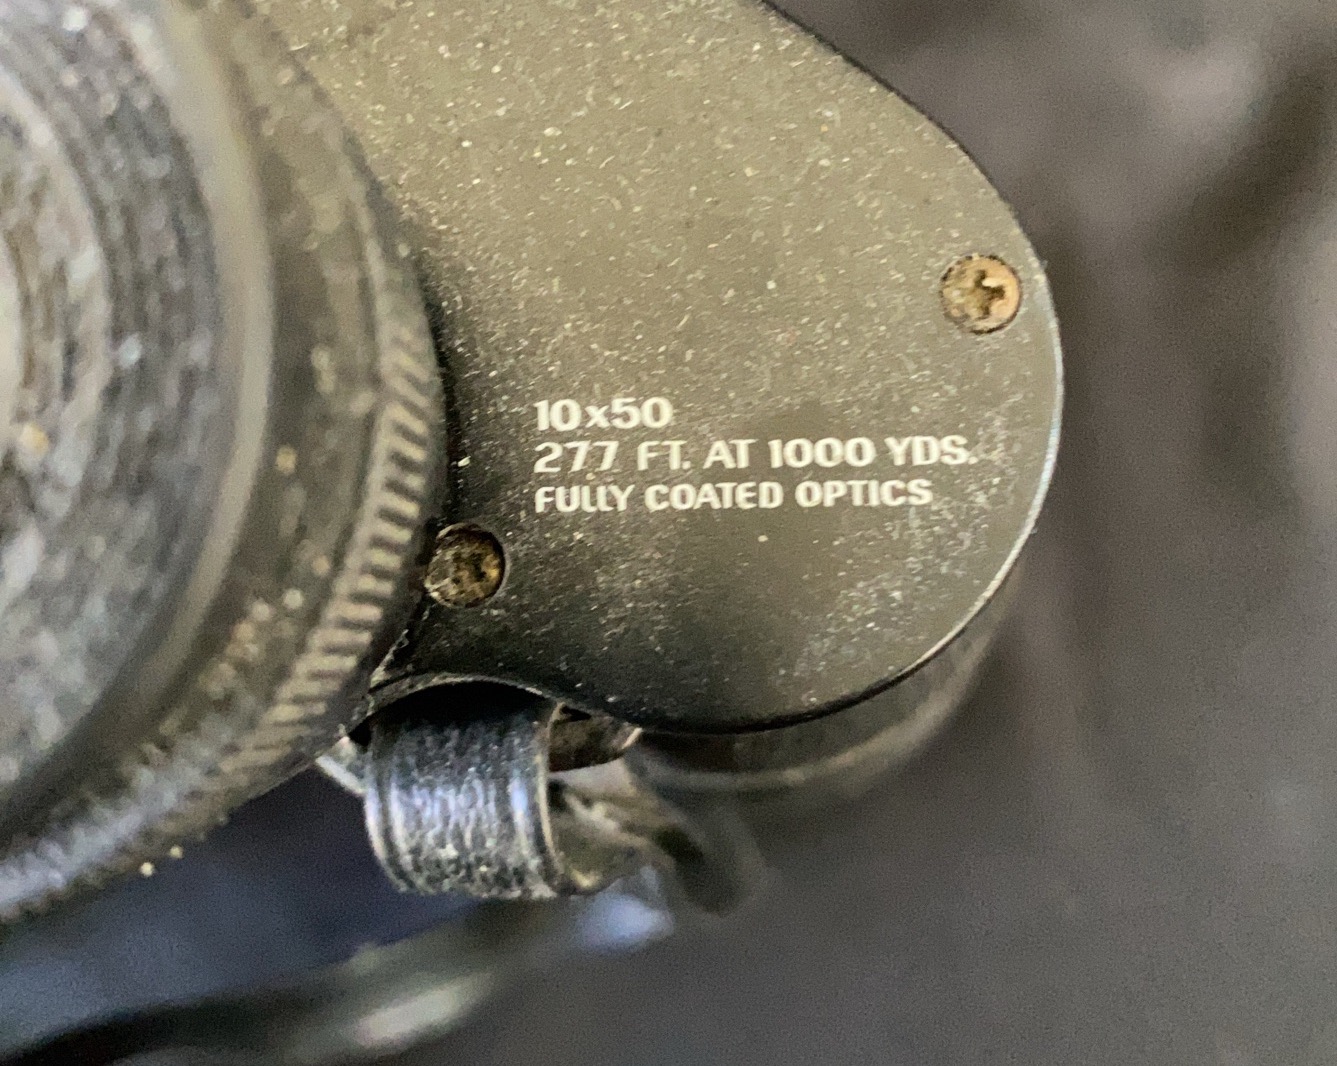 10x50
277 FT. AT 1000 YDS.
FULLY COATED OPTICS